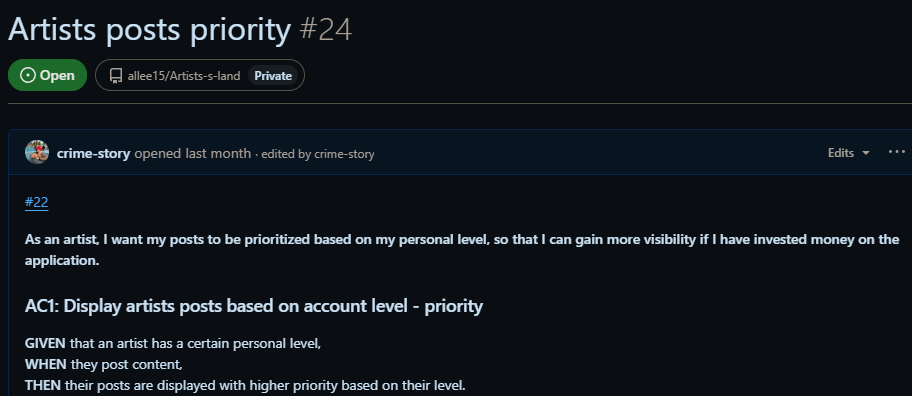 Artists posts priority #24
Open
allee15/Artists-s-land Private
crime-story opened last month · edited by crime-story
Edits
#22
As an artist, I want my posts to be prioritized based on my personal level, so that I can gain more visibility if I have invested money on the
application.
AC1: Display artists posts based on account level - priority
GIVEN that an artist has a certain personal level,
WHEN they post content,
THEN their posts are displayed with higher priority based on their level.